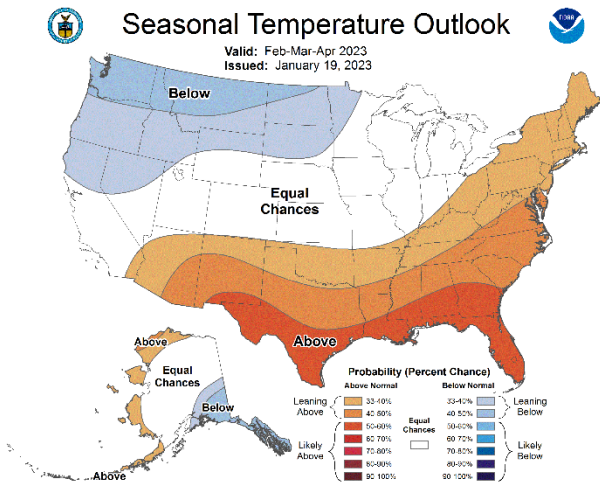 Seasonal Temperature Outlook
NOAA
Valid: Feb-Mar-Apr 2023
Issued: January 19, 2023
Below
Equal
Chances
Above
Above
Equal
Chances
Below
Above
Probability (Percent Chance)
Above Normal
Below Normal
Leaning
Above
33-40%
40-50%
Equal
Chances
33-40%
40-50%
Leaning
Below
Likely
Above
50-60%
60-70%
70-80%
80-90%
90-100%
50-60%
60-70%
70-80%
80-90%
90-100%
Likely
Below